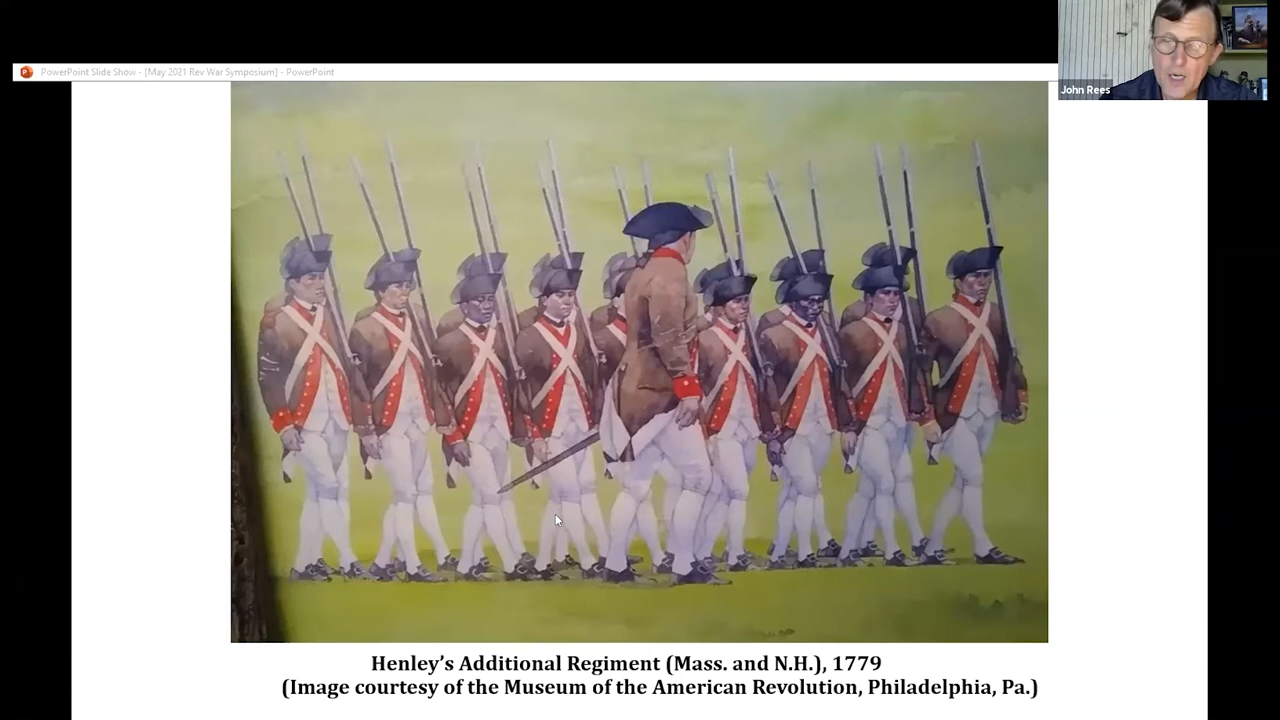 PowerPoint Slide Show - [May 2021 Rev War Symposium] - PowerPoint
John Rees
Henley's Additional Regiment (Mass. and N.H.), 1779
(Image courtesy of the Museum of the American Revolution, Philadelphia, Pa.)